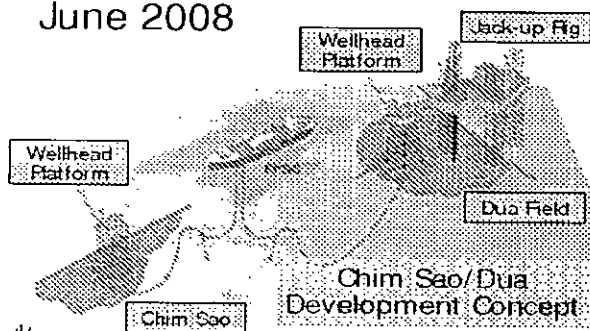 June 2008
Jack-up Rig
Wellhead
Platform
Wellhead
Platform
Dua Field
Chim Sao/Dua
Development Concept
Chim Sao